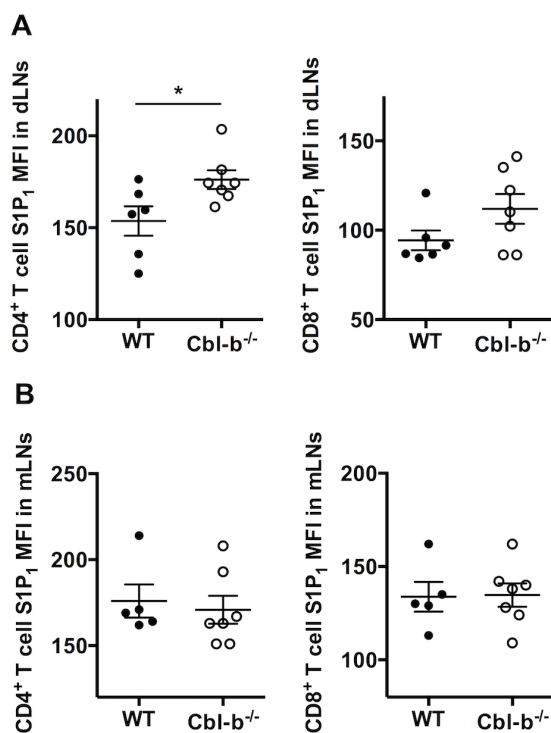 A
CD4⁺ T cell S1P₁ MFI in dLNs
200
150
100
*
WT
Cbl-b⁻/⁻
CD8⁺ T cell S1P₁ MFI in dLNs
150
100
50
WT
Cbl-b⁻/⁻
B
CD4⁺ T cell S1P₁ MFI in mLNs
250
200
150
WT
Cbl-b⁻/⁻
CD8⁺ T cell S1P₁ MFI in mLNs
200
150
100
WT
Cbl-b⁻/⁻